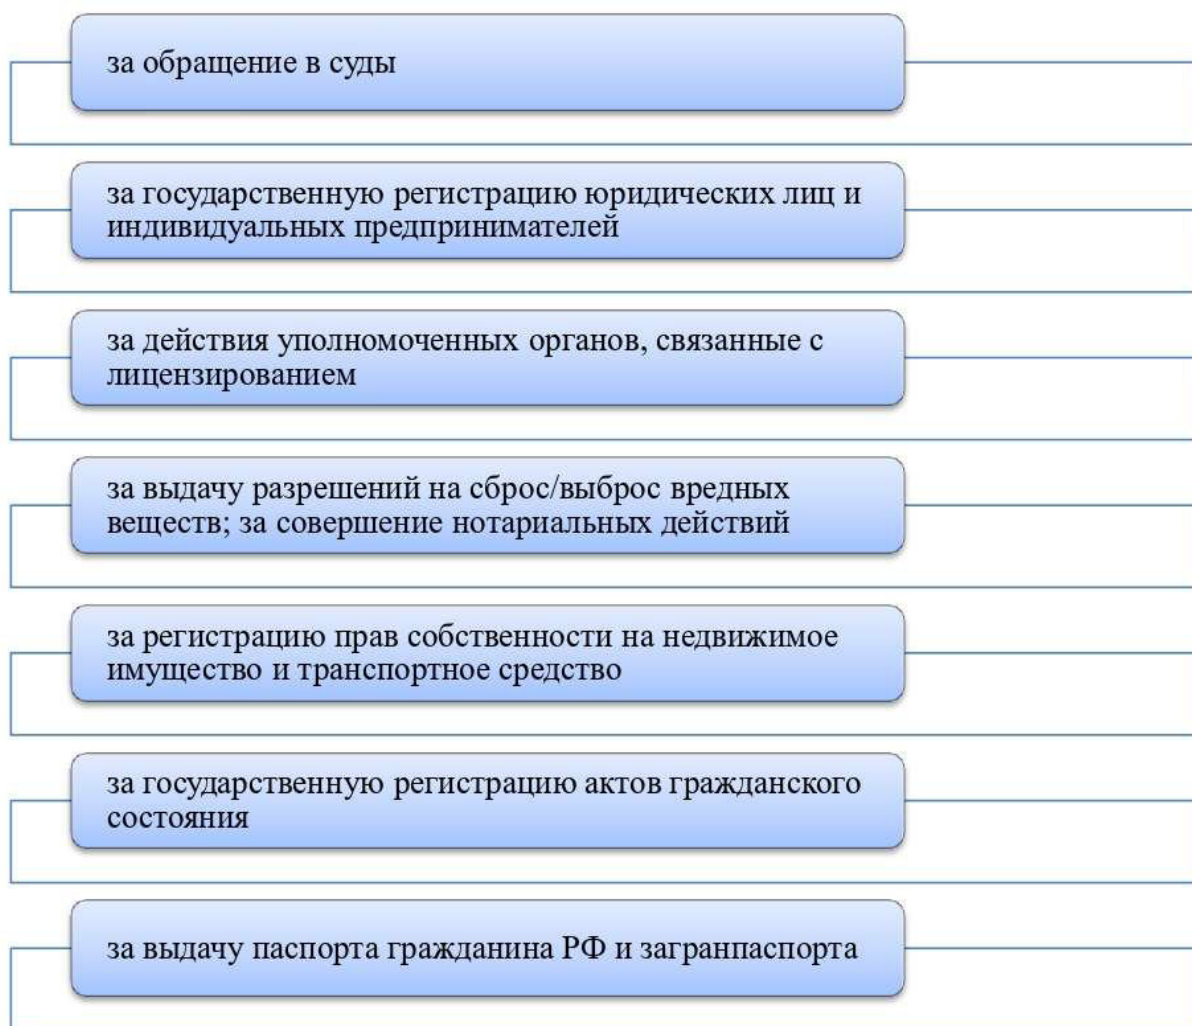 за обращение в суды
за государственную регистрацию юридических лиц и
индивидуальных предпринимателей
за действия уполномоченных органов, связанные с
лицензированием
за выдачу разрешений на сброс/выброс вредных
веществ; за совершение нотариальных действий
за регистрацию прав собственности на недвижимое
имущество и транспортное средство
за государственную регистрацию актов гражданского
состояния
за выдачу паспорта гражданина РФ и загранпаспорта